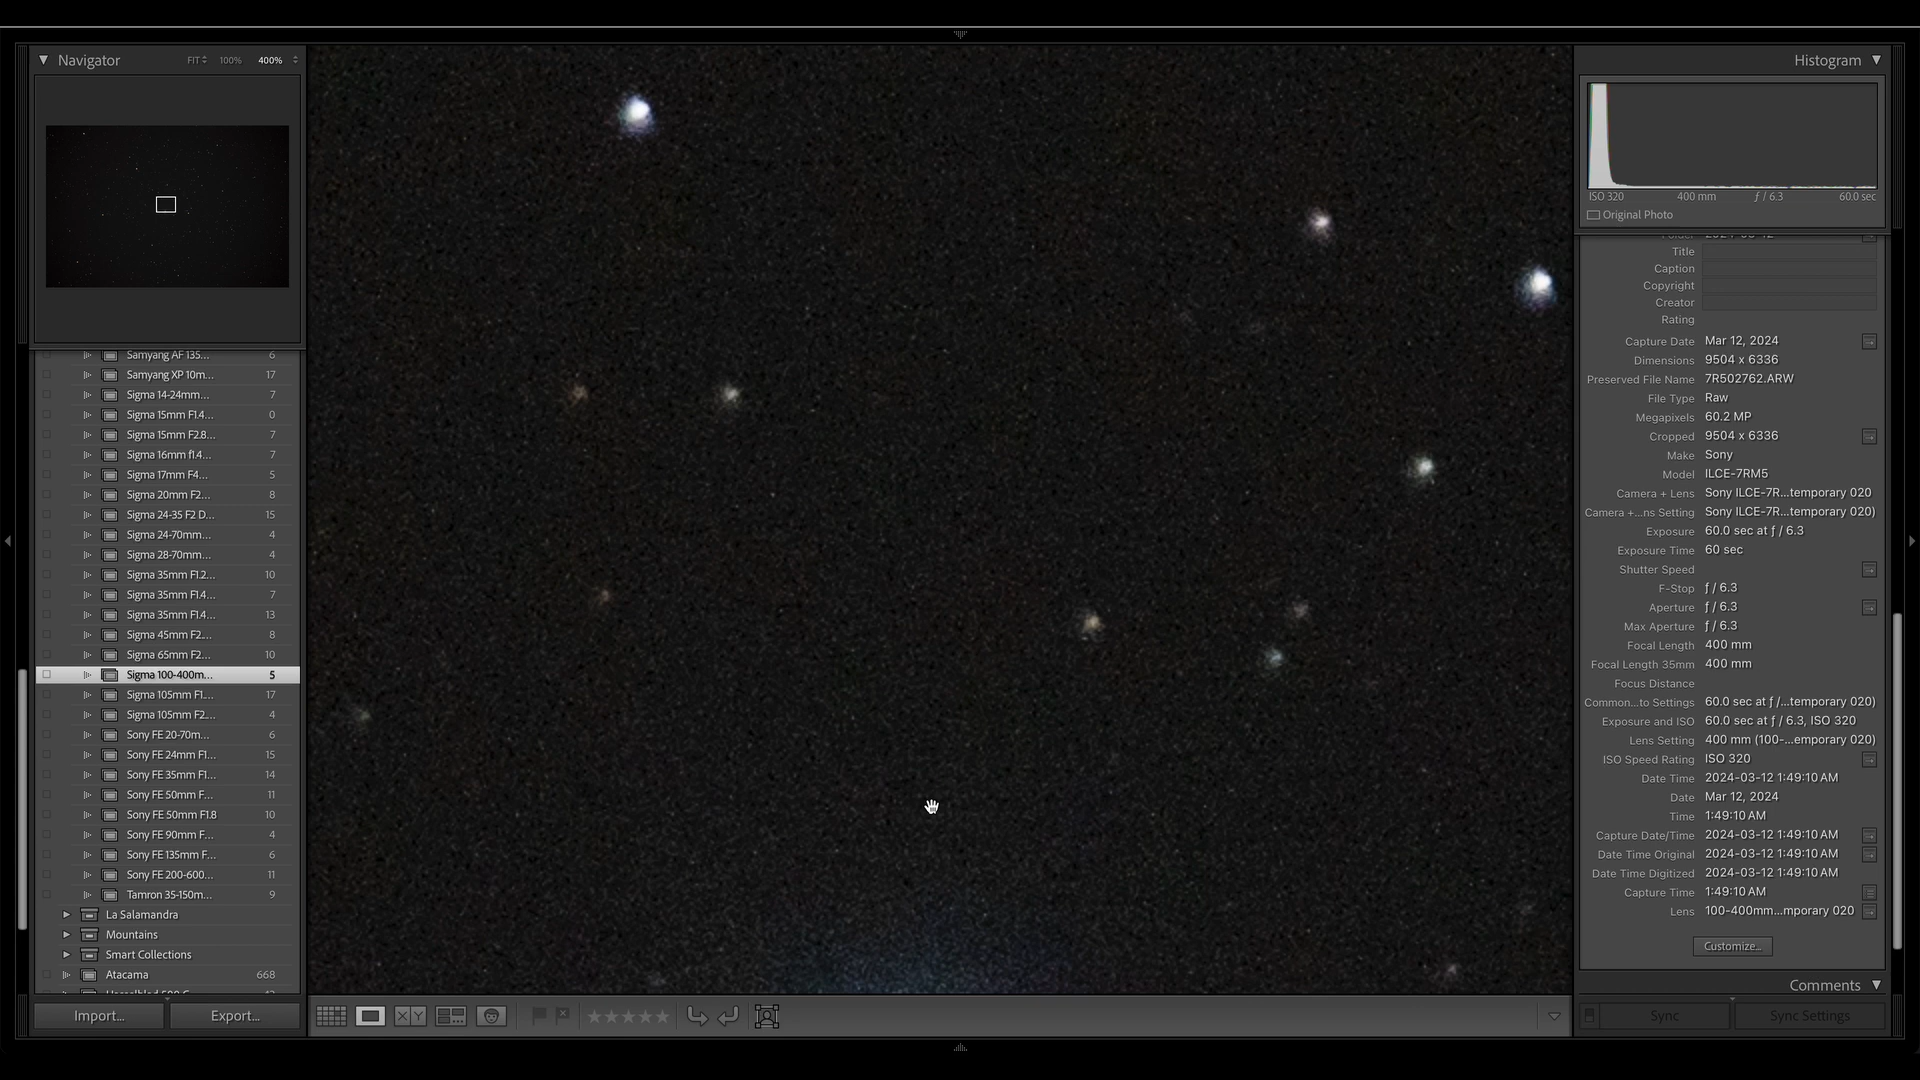 Navigator FIT 100% 400%
Samyang AF 135... 6
Samyang XP 10m... 17
Sigma 14-24mm... 7
Sigma 15mm F1.4... 0
Sigma 15mm F2.8... 7
Sigma 16mm f1.4... 7
Sigma 17mm F4... 5
Sigma 20mm F2... 8
Sigma 24-35 F2 D... 15
Sigma 24-70mm... 4
Sigma 28-70mm... 4
Sigma 35mm F1.2... 10
Sigma 35mm F1.4... 7
Sigma 35mm F1.4... 13
Sigma 45mm F2.... 8
Sigma 65mm F2... 10
Sigma 100-400m... 5
Sigma 105mm F1.... 17
Sigma 105mm F2.... 4
Sony FE 20-70m... 6
Sony FE 24mm F1... 15
Sony FE 35mm F1... 14
Sony FE 50mm F... 11
Sony FE 50mm F1.8 10
Sony FE 90mm F... 4
Sony FE 135mm F... 6
Sony FE 200-600... 11
Tamron 35-150m... 9
La Salamandra
Mountains
Smart Collections
Atacama 668
Import... Export...
X Y
Histogram
ISO 320 400 mm ƒ / 6.3 60.0 sec
Original Photo
Title
Caption
Copyright
Creator
Rating
Capture Date Mar 12, 2024
Dimensions 9504 x 6336
Preserved File Name 7R502762.ARW
File Type Raw
Megapixels 60.2 MP
Cropped 9504 x 6336
Make Sony
Model ILCE-7RM5
Camera + Lens Sony ILCE-7R...temporary 020
Camera +...ns Setting Sony ILCE-7R...temporary 020)
Exposure 60.0 sec at ƒ / 6.3
Exposure Time 60 sec
Shutter Speed
F-Stop ƒ / 6.3
Aperture ƒ / 6.3
Max Aperture ƒ / 6.3
Focal Length 400 mm
Focal Length 35mm 400 mm
Focus Distance
Common...to Settings 60.0 sec at ƒ /...temporary 020)
Exposure and ISO 60.0 sec at ƒ / 6.3, ISO 320
Lens Setting 400 mm (100-...emporary 020)
ISO Speed Rating ISO 320
Date Time 2024-03-12 1:49:10 AM
Date Mar 12, 2024
Time 1:49:10 AM
Capture Date/Time 2024-03-12 1:49:10 AM
Date Time Original 2024-03-12 1:49:10 AM
Date Time Digitized 2024-03-12 1:49:10 AM
Capture Time 1:49:10 AM
Lens 100-400mm...mporary 020
Customize...
Comments
Sync Sync Settings